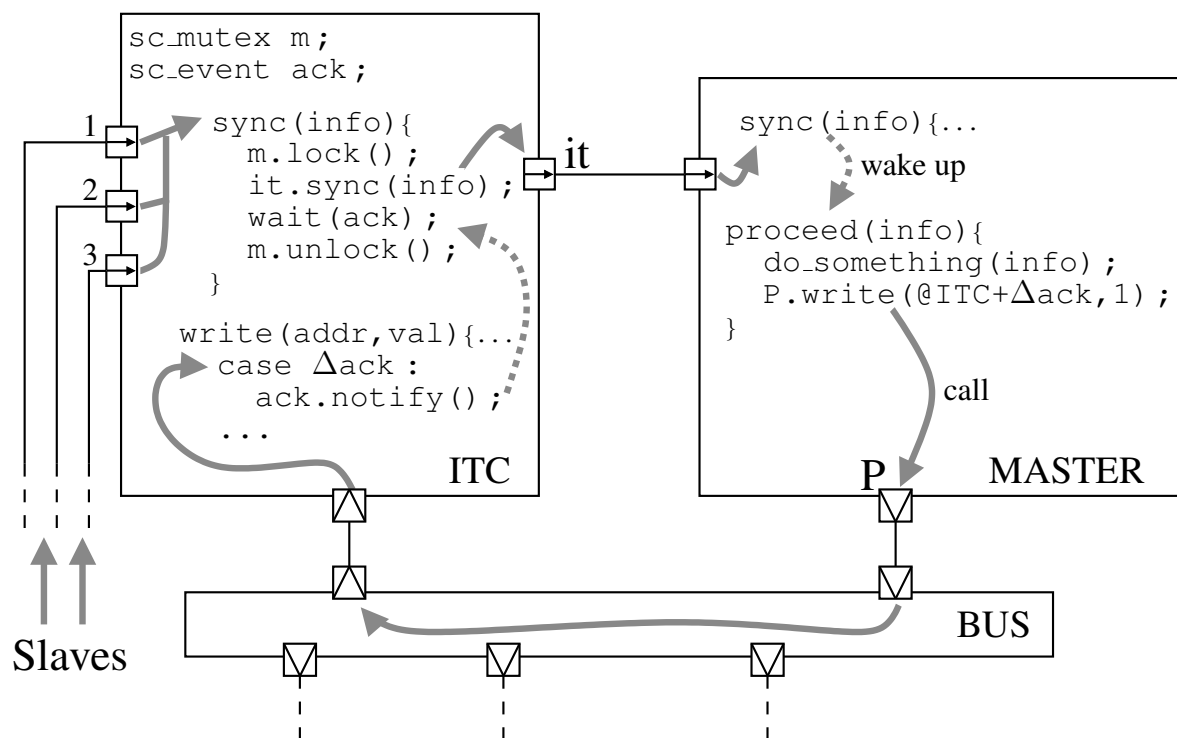 sc_mutex m;
sc_event ack;
1
sync(info){
m.lock();
2
it.sync(info);
wait(ack);
3
m.unlock();
}
write(addr,val){...
case Δack:
ack.notify();
...
ITC
it
sync(info){...
wake up
proceed(info){
do_something(info);
P.write(@ITC+Δack,1);
}
call
P
MASTER
BUS
Slaves